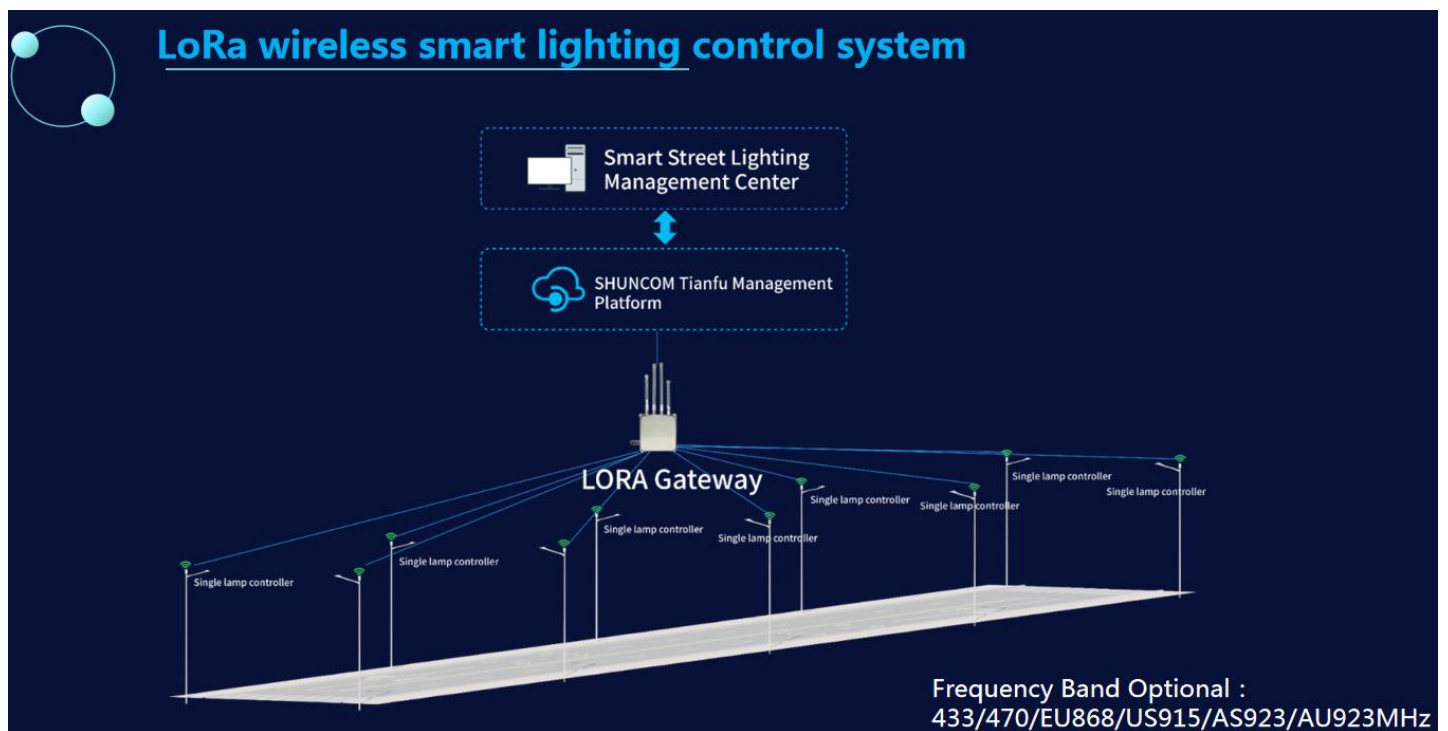 LoRa wireless smart lighting control system
Smart Street Lighting
Management Center
SHUNCOM Tianfu Management
Platform
LORA Gateway
Single lamp controller
Single lamp controller
Single lamp controller
Single lamp controller
Single lamp controller
Single lamp controller
Single lamp controller
Single lamp controller
Frequency Band Optional :
433/470/EU868/US915/AS923/AU923MHz